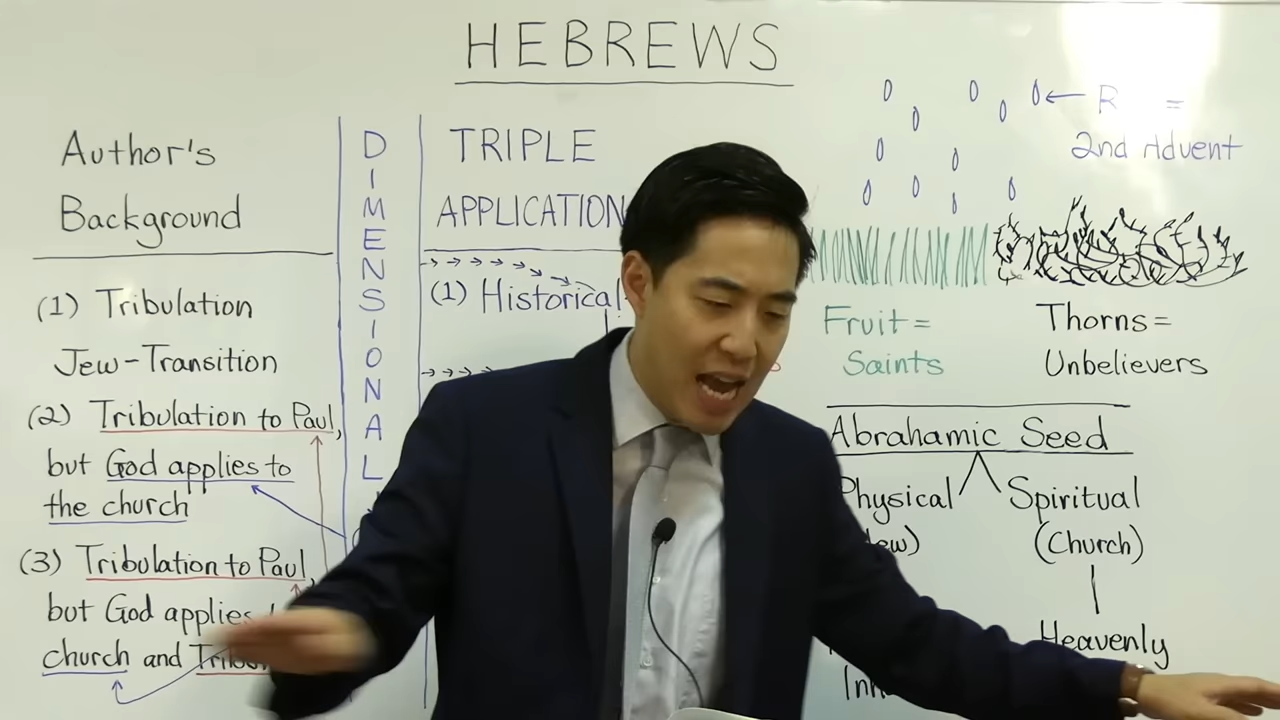 HEBREWS
Author's
Background
(1) Tribulation
Jew-Transition
(2) Tribulation to Paul,
but God applies to
the church
(3) Tribulation to Paul,
but God applies
church and
DIMENSIONAL
TRIPLE
APPLICATION
(1) Historical
R =
2nd Advent
Fruit =
Saints
Thorns =
Unbelievers
Abrahamic Seed
Physical
Spiritual
(Church)
Heavenly